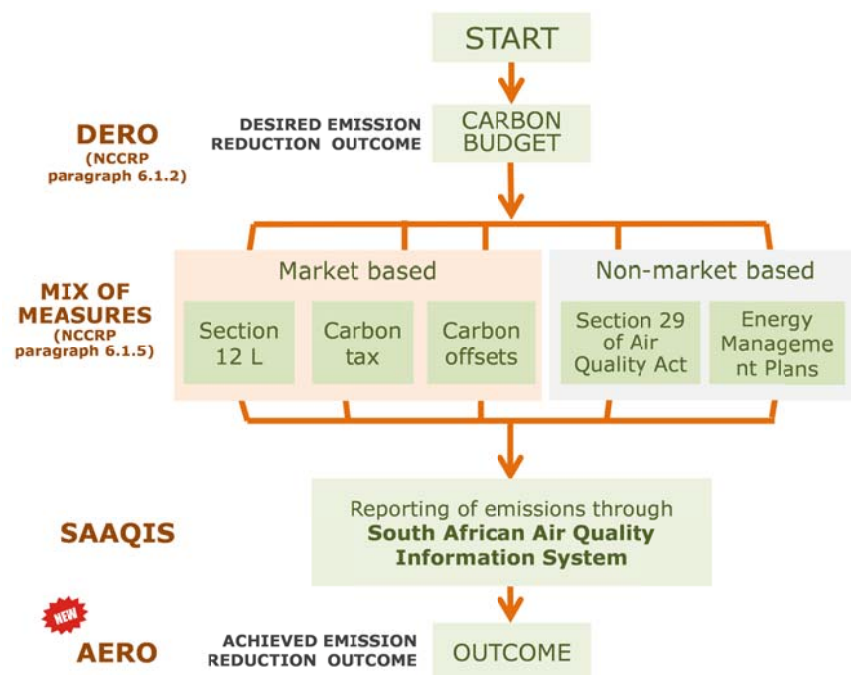 START
DERO
(NCCRP
paragraph 6.1.2)
DESIRED EMISSION
REDUCTION OUTCOME
CARBON
BUDGET
MIX OF
MEASURES
(NCCRP
paragraph 6.1.5)
Market based
Non-market based
Section
12 L
Carbon
tax
Carbon
offsets
Section 29
of Air
Quality Act
Energy
Manageme
nt Plans
SAAQIS
Reporting of emissions through
South African Air Quality
Information System
NEW
AERO
ACHIEVED EMISSION
REDUCTION OUTCOME
OUTCOME